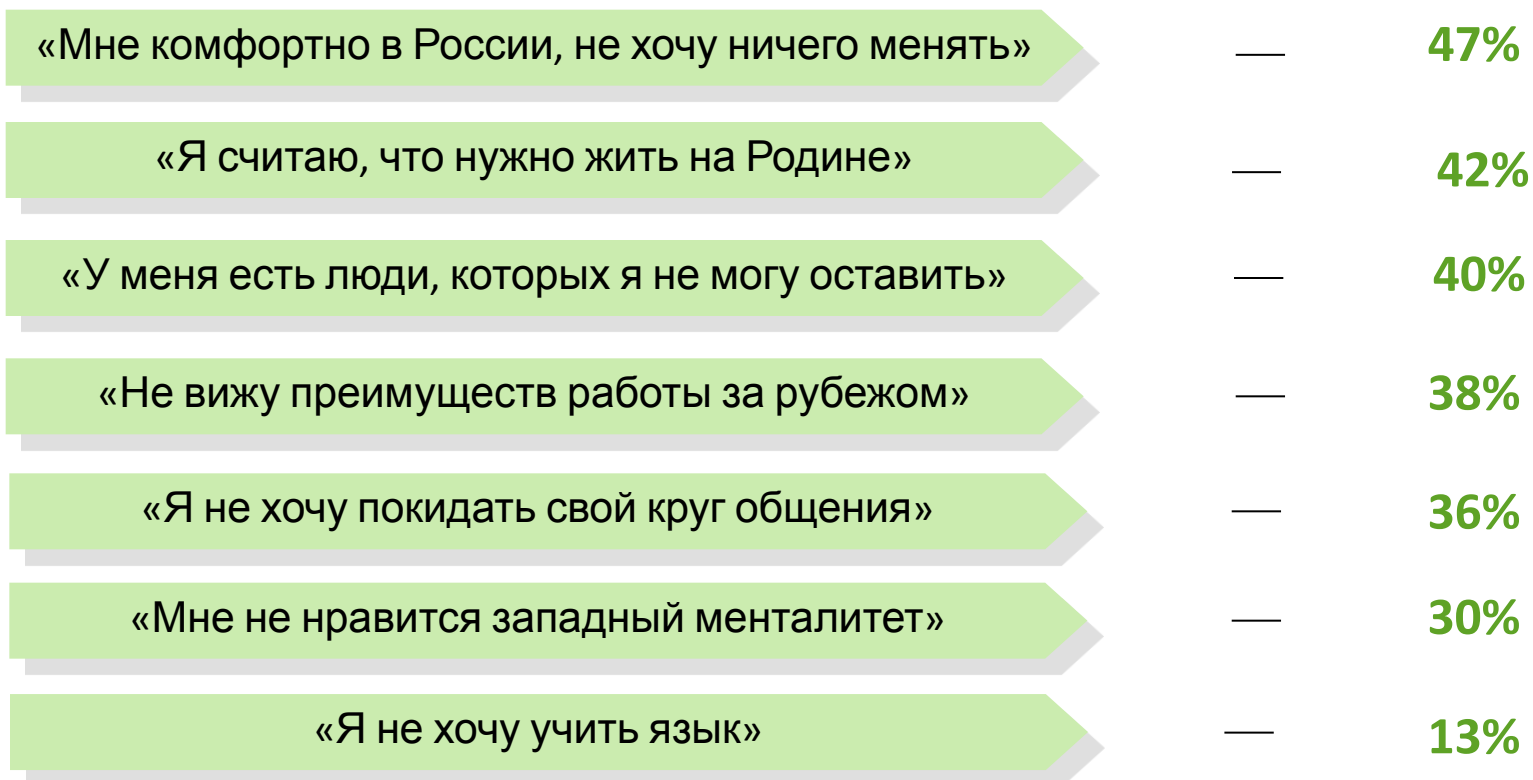 «Мне комфортно в России, не хочу ничего менять» — 47%
«Я считаю, что нужно жить на Родине» — 42%
«У меня есть люди, которых я не могу оставить» — 40%
«Не вижу преимуществ работы за рубежом» — 38%
«Я не хочу покидать свой круг общения» — 36%
«Мне не нравится западный менталитет» — 30%
«Я не хочу учить язык» — 13%